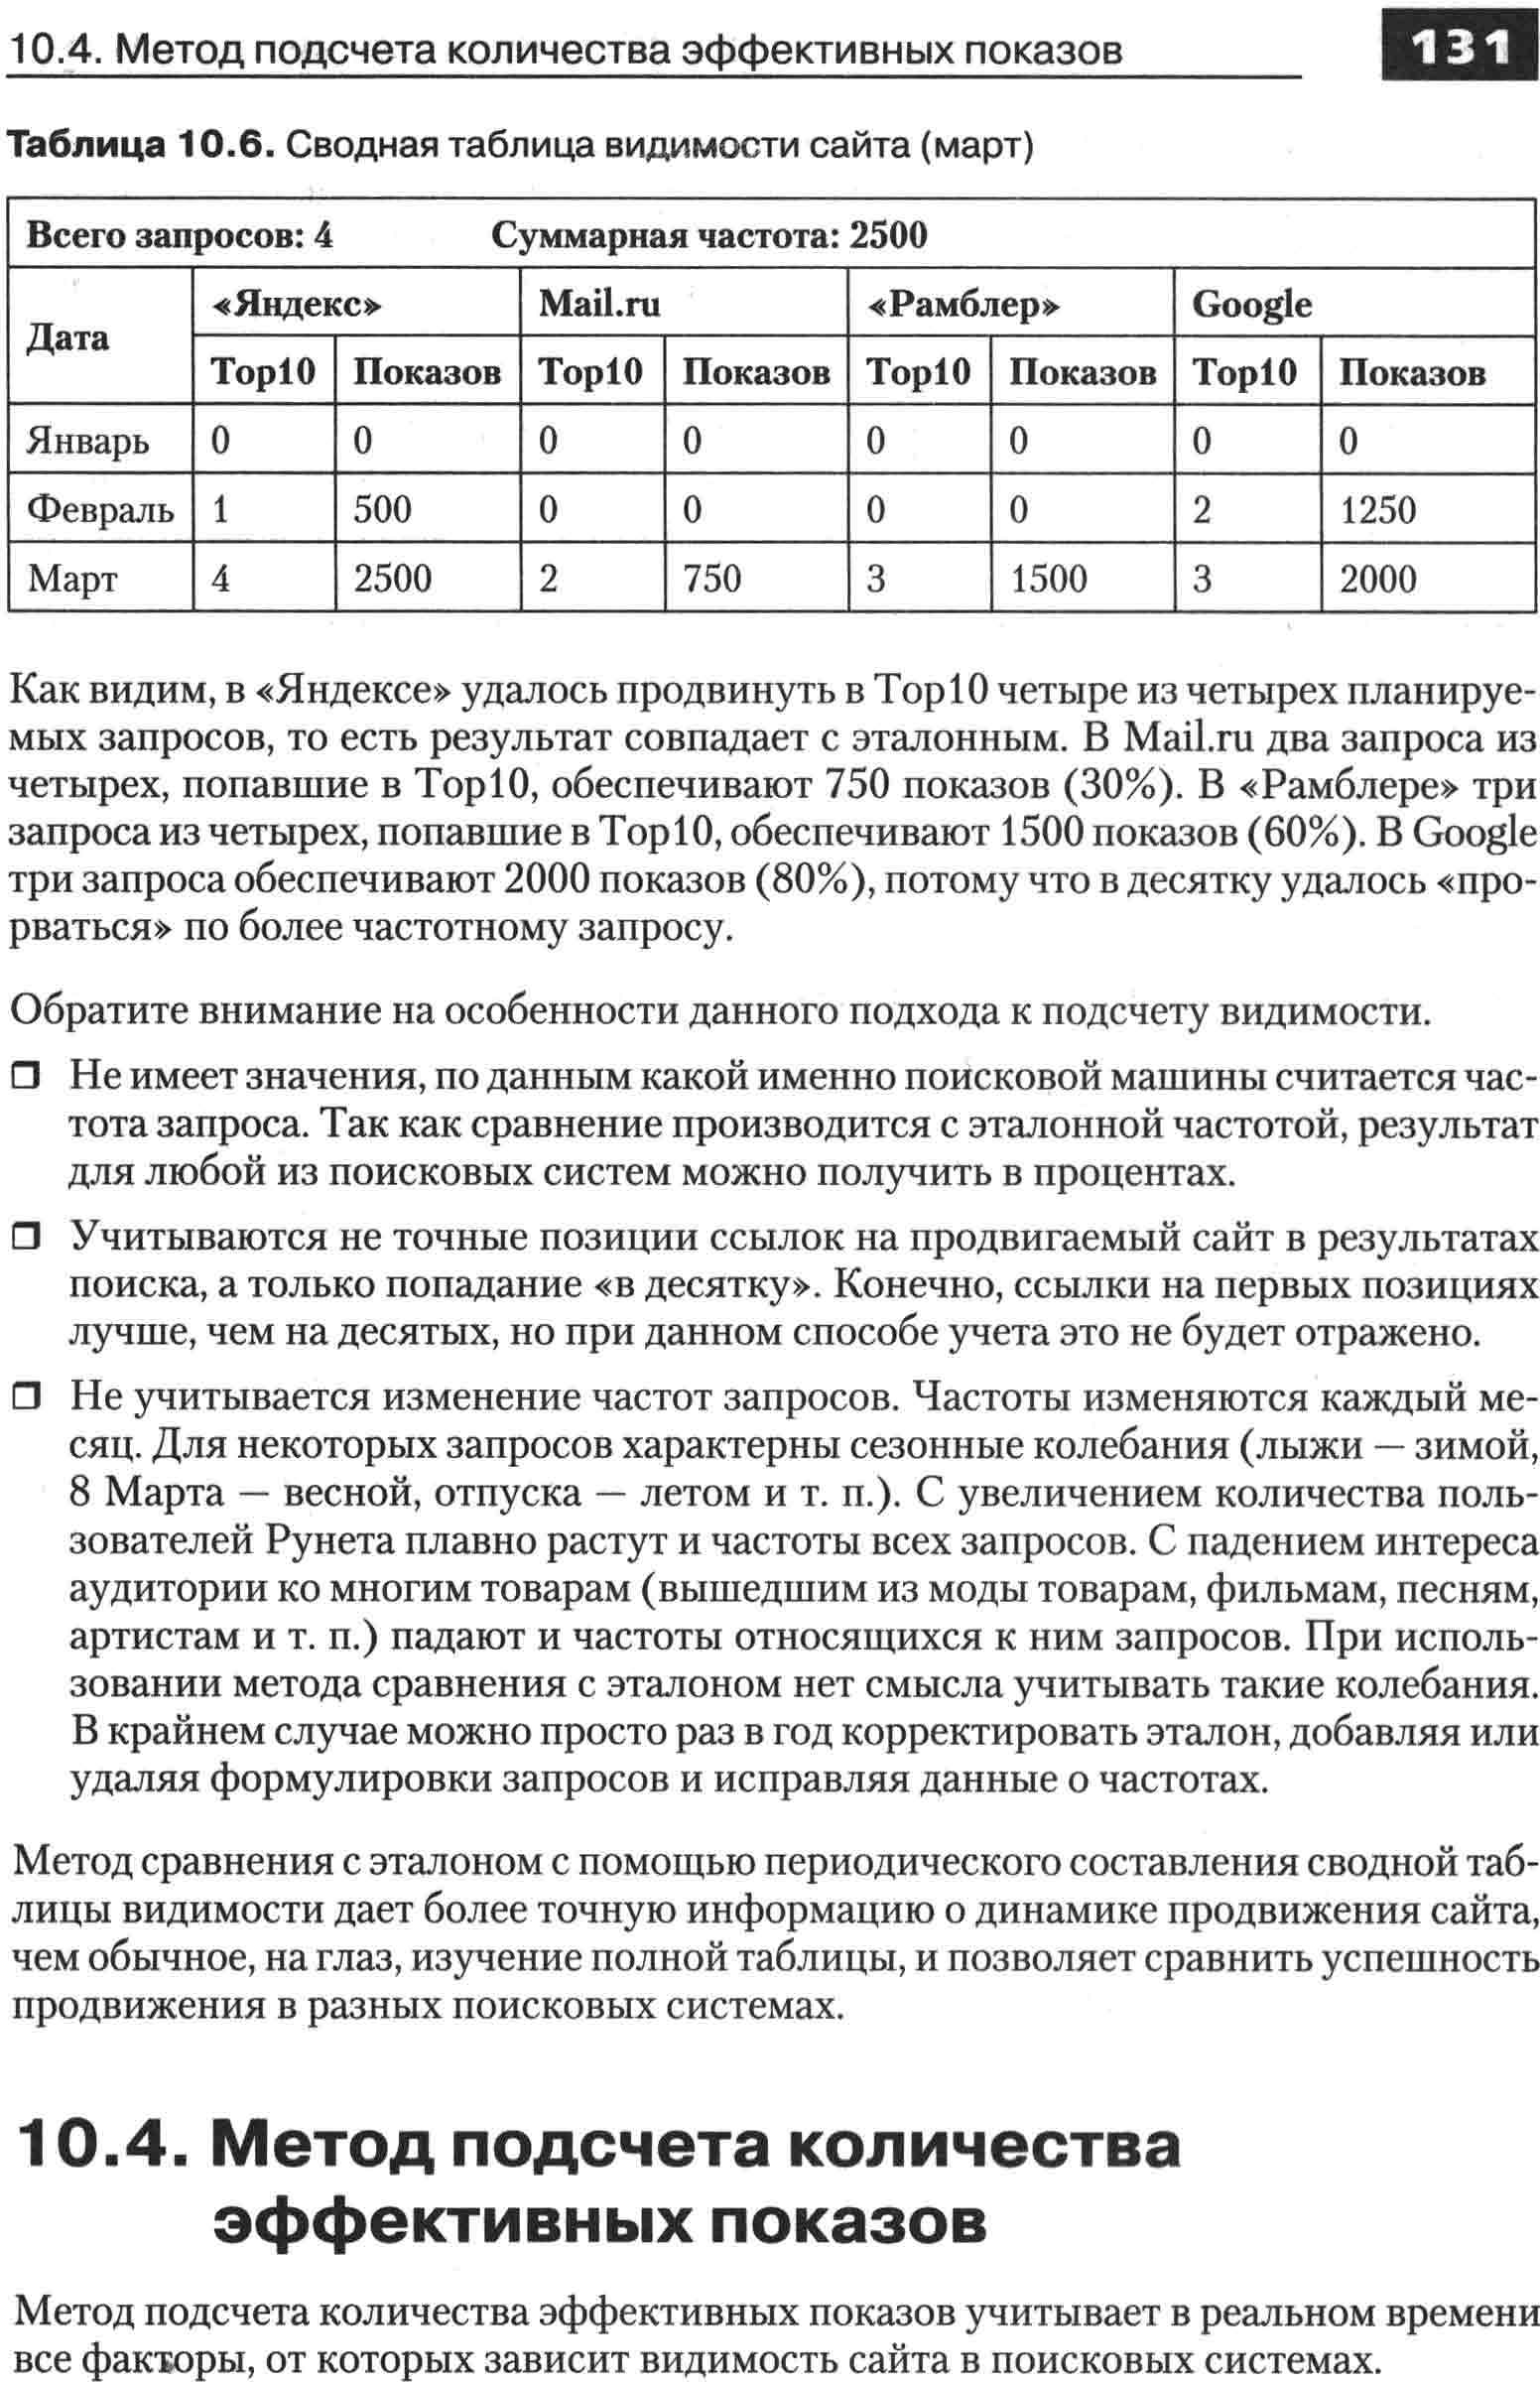 10.4. Метод подсчета количества эффективных показов 131
Таблица 10.6. Сводная таблица видимости сайта (март)
Всего запросов: 4 Суммарная частота: 2500
Дата «Яндекс» Mail.ru «Рамблер» Google
Top10 Показов Top10 Показов Top10 Показов Top10 Показов
Январь 0 0 0 0 0 0 0 0
Февраль 1 500 0 0 0 0 2 1250
Март 4 2500 2 750 3 1500 3 2000
Как видим, в «Яндексе» удалось продвинуть в Top10 четыре из четырех планируе-
мых запросов, то есть результат совпадает с эталонным. В Mail.ru два запроса из
четырех, попавшие в Top10, обеспечивают 750 показов (30%). В «Рамблере» три
запроса из четырех, попавшие в Top10, обеспечивают 1500 показов (60%). В Google
три запроса обеспечивают 2000 показов (80%), потому что в десятку удалось «про-
рваться» по более частотному запросу.
Обратите внимание на особенности данного подхода к подсчету видимости.
❒ Не имеет значения, по данным какой именно поисковой машины считается час-
тота запроса. Так как сравнение производится с эталонной частотой, результат
для любой из поисковых систем можно получить в процентах.
❒ Учитываются не точные позиции ссылок на продвигаемый сайт в результатах
поиска, а только попадание «в десятку». Конечно, ссылки на первых позициях
лучше, чем на десятых, но при данном способе учета это не будет отражено.
❒ Не учитывается изменение частот запросов. Частоты изменяются каждый ме-
сяц. Для некоторых запросов характерны сезонные колебания (лыжи — зимой,
8 Марта — весной, отпуска — летом и т. п.). С увеличением количества поль-
зователей Рунета плавно растут и частоты всех запросов. С падением интереса
аудитории ко многим товарам (вышедшим из моды товарам, фильмам, песням,
артистам и т. п.) падают и частоты относящихся к ним запросов. При исполь-
зовании метода сравнения с эталоном нет смысла учитывать такие колебания.
В крайнем случае можно просто раз в год корректировать эталон, добавляя или
удаляя формулировки запросов и исправляя данные о частотах.
Метод сравнения с эталоном с помощью периодического составления сводной таб-
лицы видимости дает более точную информацию о динамике продвижения сайта,
чем обычное, на глаз, изучение полной таблицы, и позволяет сравнить успешность
продвижения в разных поисковых системах.
10.4. Метод подсчета количества
эффективных показов
Метод подсчета количества эффективных показов учитывает в реальном времени
все факторы, от которых зависит видимость сайта в поисковых системах.